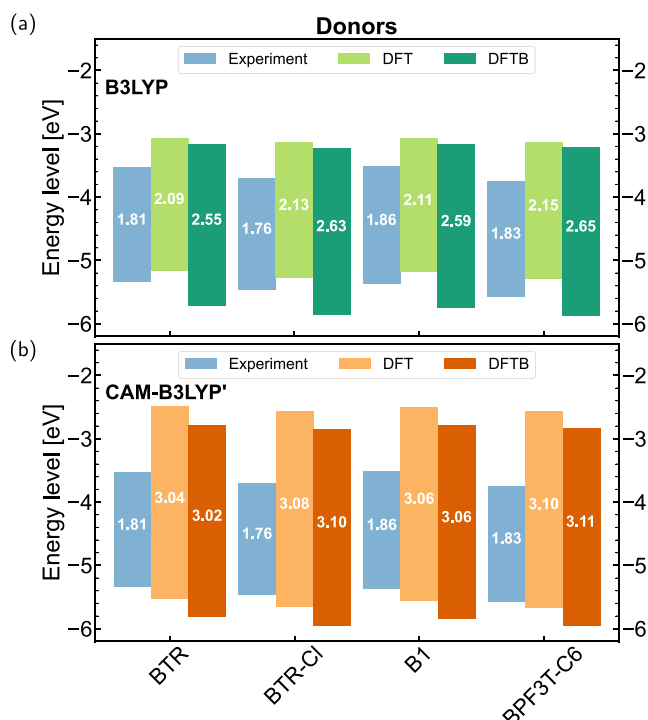 (a)
Donors
Experiment DFT DFTB
B3LYP
Energy level [eV]
−2 −2
−3 −3
−4 −4
−5 −5
−6 −6
1.81 2.09 2.55 1.76 2.13 2.63 1.86 2.11 2.59 1.83 2.15 2.65
(b)
Experiment DFT DFTB
CAM-B3LYP'
Energy level [eV]
−2 −2
−3 −3
−4 −4
−5 −5
−6 −6
1.81 3.04 3.02 1.76 3.08 3.10 1.86 3.06 3.06 1.83 3.10 3.11
BTR BTR-Cl B1 BPF3T-C6